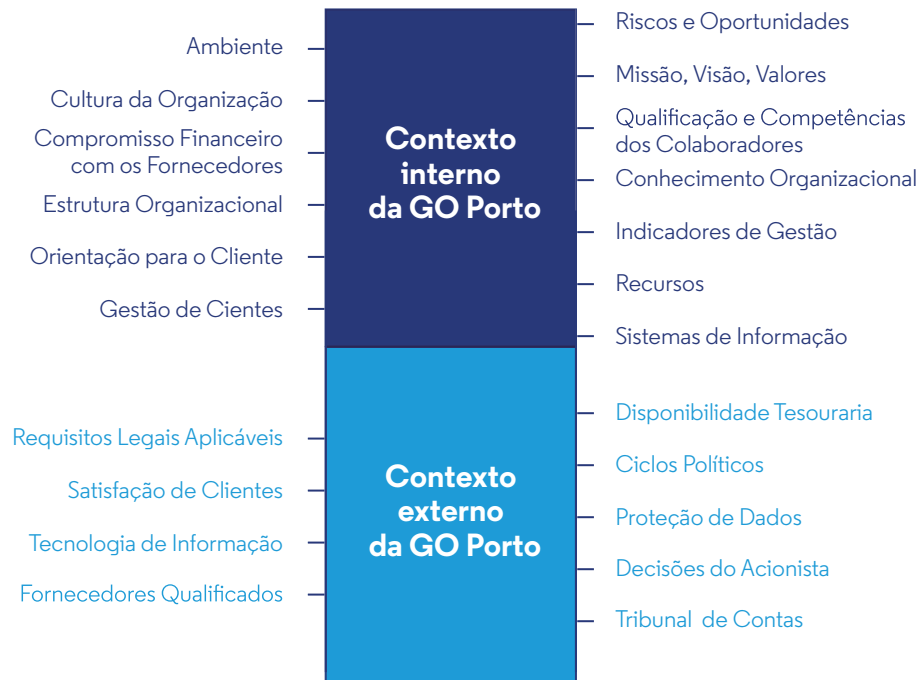 Ambiente
Cultura da Organização
Compromisso Financeiro
com os Fornecedores
Estrutura Organizacional
Orientação para o Cliente
Gestão de Cientes
Contexto
interno
da GO Porto
Riscos e Oportunidades
Missão, Visão, Valores
Qualificação e Competências
dos Colaboradores
Conhecimento Organizacional
Indicadores de Gestão
Recursos
Sistemas de Informação
Requisitos Legais Aplicáveis
Satisfação de Clientes
Tecnologia de Informação
Fornecedores Qualificados
Contexto
externo
da GO Porto
Disponibilidade Tesouraria
Ciclos Políticos
Proteção de Dados
Decisões do Acionista
Tribunal de Contas